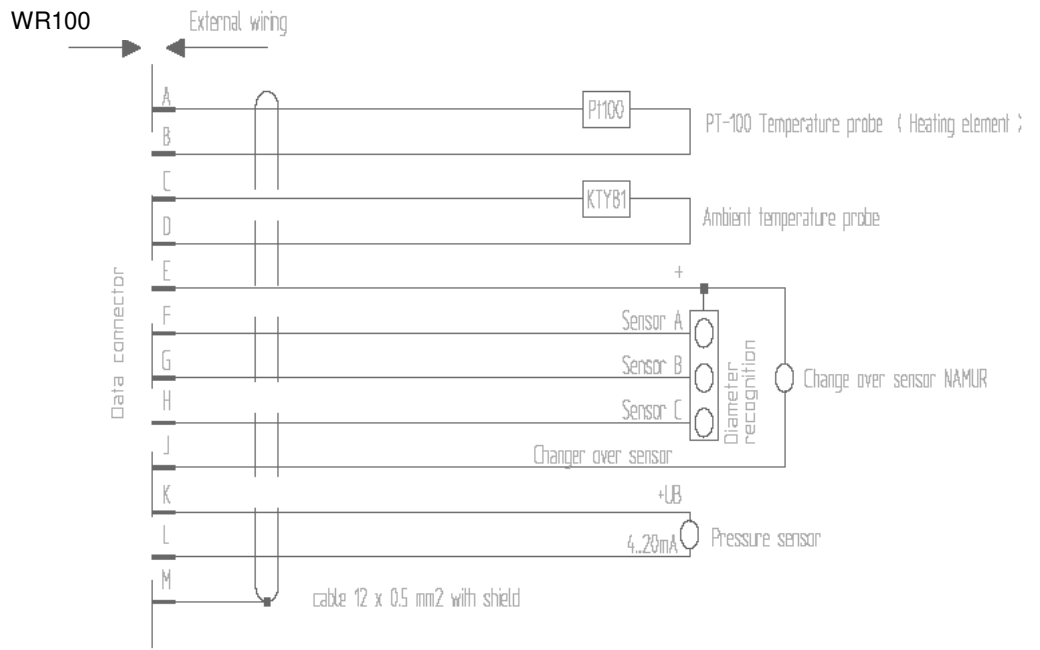 WR100
External wiring
A
Pt100
PT-100 Temperature probe ( Heating element )
B
C
KTY81
Ambient temperature probe
D
E
+
F
Sensor A
G
Sensor B
Change over sensor NAMUR
H
Sensor C
Diameter
recognition
Data connector
J
Changer over sensor
K
+UB
L
4..20mA
Pressure sensor
M
cable 12 x 0.5 mm2 with shield